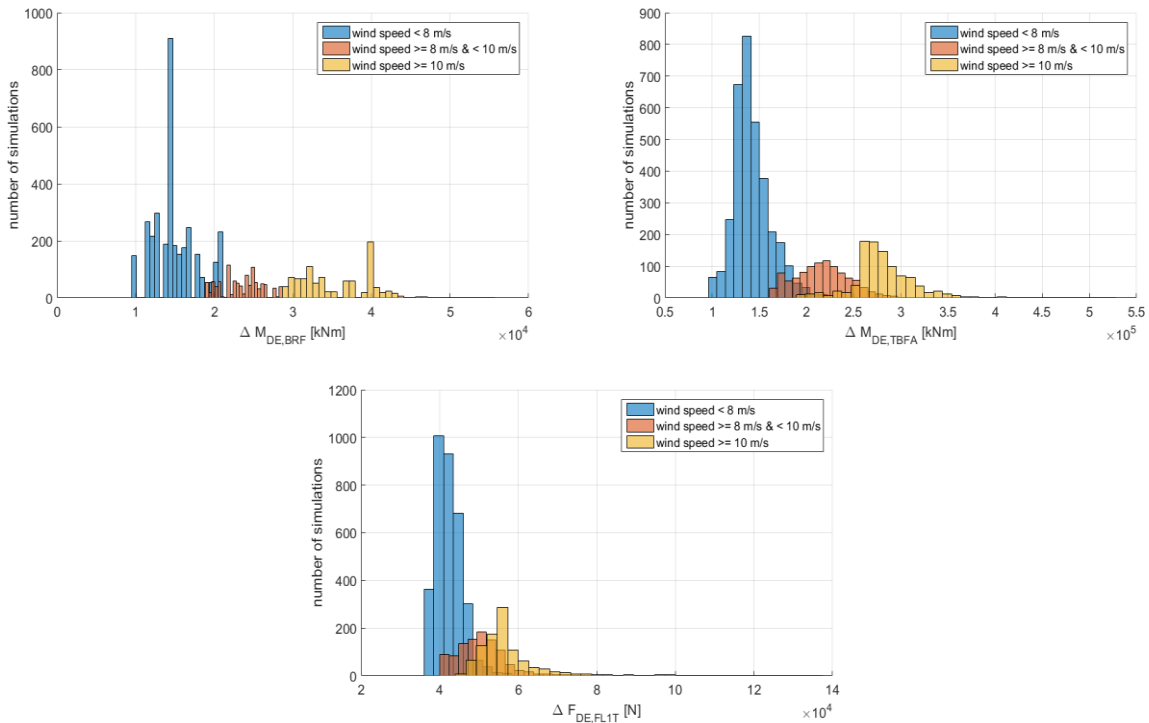 1000
800
600
400
200
0
number of simulations
wind speed < 8 m/s
wind speed >= 8 m/s & < 10 m/s
wind speed >= 10 m/s
0 1 2 3 4 5 6
×10^4
Δ M_DE,BRF [kNm]
900
800
700
600
500
400
300
200
100
0
number of simulations
wind speed < 8 m/s
wind speed >= 8 m/s & < 10 m/s
wind speed >= 10 m/s
0.5 1 1.5 2 2.5 3 3.5 4 4.5 5 5.5
×10^5
Δ M_DE,TBFA [kNm]
1200
1000
800
600
400
200
0
number of simulations
wind speed < 8 m/s
wind speed >= 8 m/s & < 10 m/s
wind speed >= 10 m/s
2 4 6 8 10 12 14
×10^4
Δ F_DE,FL1T [N]